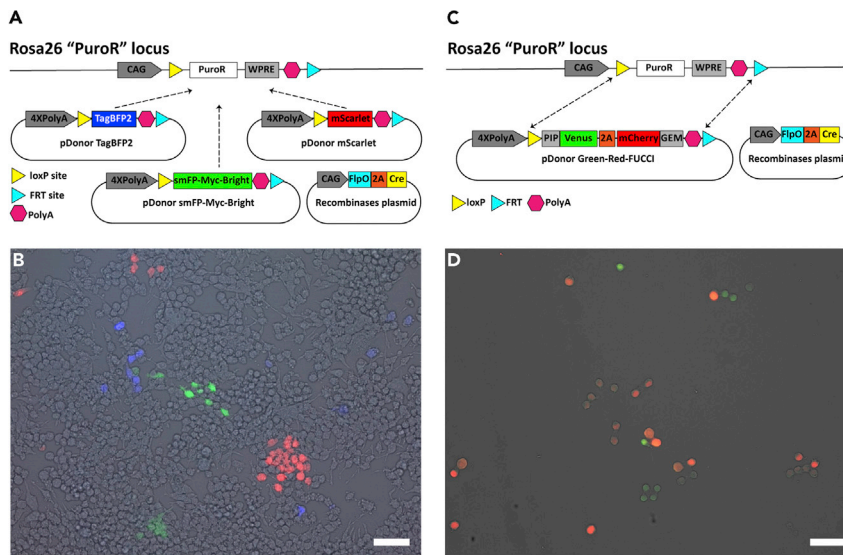 A
Rosa26 “PuroR” locus
CAG PuroR WPRE
4XPolyA TagBFP2
pDonor TagBFP2
4XPolyA mScarlet
pDonor mScarlet
loxP site
FRT site
PolyA
4XPolyA smFP-Myc-Bright
pDonor smFP-Myc-Bright
CAG FlpO 2A Cre
Recombinases plasmid
B
C
Rosa26 “PuroR” locus
CAG PuroR WPRE
4XPolyA PIP Venus 2A mCherry GEM
pDonor Green-Red-FUCCI
CAG FlpO 2A Cre
Recombinases plasmid
loxP FRT PolyA
D